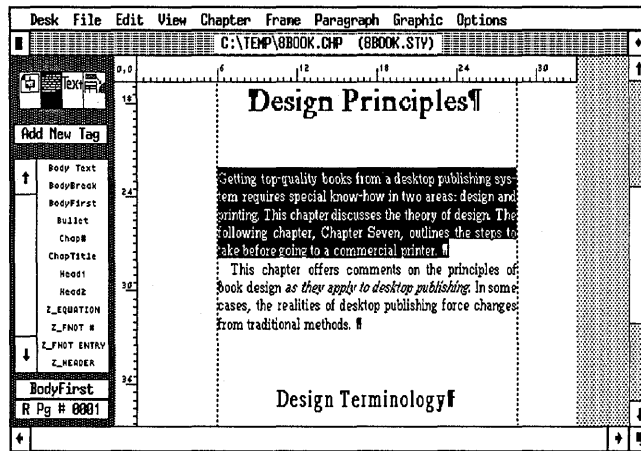 Desk File Edit View Chapter Frame Paragraph Graphic Options
C:\TEMP\8BOOK.CHP (8BOOK.STY)
0,0 6 12 18 24 30
Text
18
Design Principles¶
Add New Tag
Body Text
BodyBreak
BodyFirst
Bullet
Chap#
ChapTitle
Head1
Head2
Z_EQUATION
Z_FNOT #
Z_FNOT ENTRY
Z_HEADER
24
Getting top-quality books from a desktop publishing sys-
tem requires special know-how in two areas: design and
printing. This chapter discusses the theory of design. The
following chapter, Chapter Seven, outlines the steps to
take before going to a commercial printer. ¶
30
This chapter offers comments on the principles of
book design as they apply to desktop publishing. In some
cases, the realities of desktop publishing force changes
from traditional methods. ¶
36
Design Terminology¶
BodyFirst
R Pg # 0001